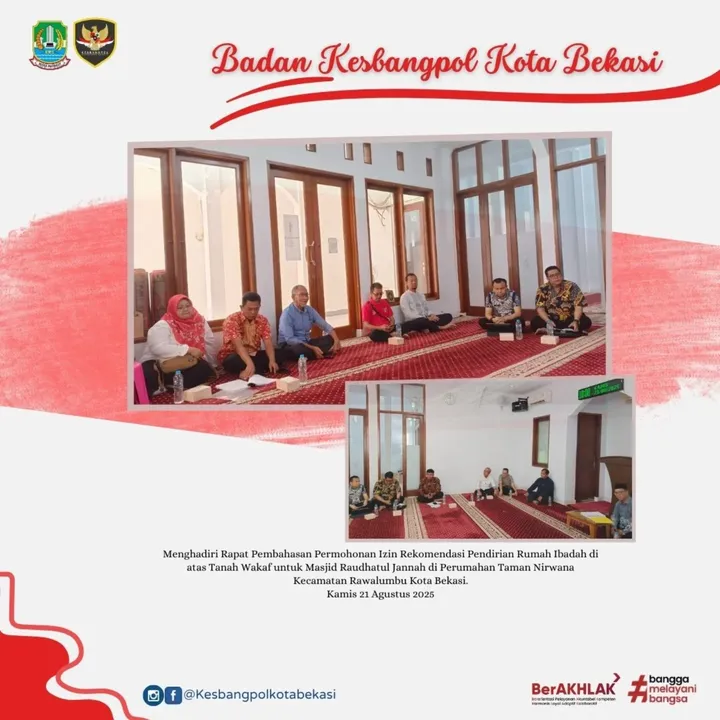 Badan Kesbangpol Kota Bekasi
Menghadiri Rapat Pembahasan Permohonan Izin Rekomendasi Pendirian Rumah Ibadah di
atas Tanah Wakaf untuk Masjid Raudhatul Jannah di Perumahan Taman Nirwana
Kecamatan Rawalumbu Kota Bekasi.
Kamis 21 Agustus 2025
@Kesbangpolkotabekasi
BerAKHLAK
#bangga
melayani
bangsa